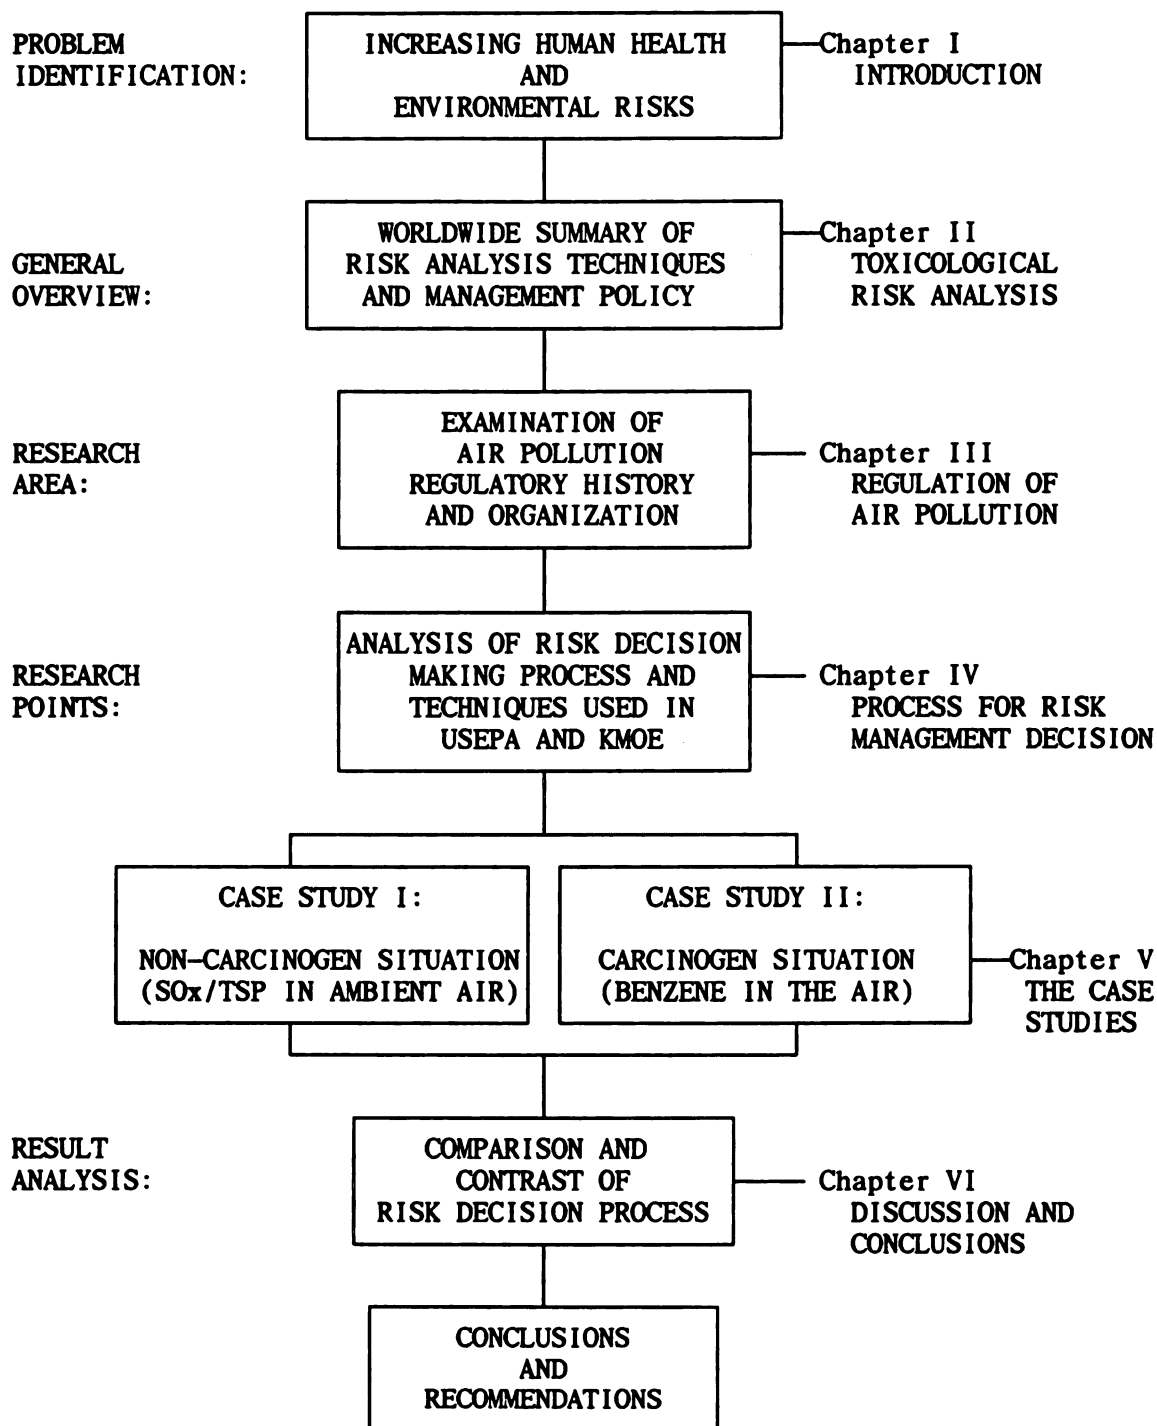 PROBLEM
IDENTIFICATION:
INCREASING HUMAN HEALTH
AND
ENVIRONMENTAL RISKS
Chapter I
INTRODUCTION
GENERAL
OVERVIEW:
WORLDWIDE SUMMARY OF
RISK ANALYSIS TECHNIQUES
AND MANAGEMENT POLICY
Chapter II
TOXICOLOGICAL
RISK ANALYSIS
RESEARCH
AREA:
EXAMINATION OF
AIR POLLUTION
REGULATORY HISTORY
AND ORGANIZATION
Chapter III
REGULATION OF
AIR POLLUTION
RESEARCH
POINTS:
ANALYSIS OF RISK DECISION
MAKING PROCESS AND
TECHNIQUES USED IN
USEPA AND KMOE
Chapter IV
PROCESS FOR RISK
MANAGEMENT DECISION
CASE STUDY I:
NON-CARCINOGEN SITUATION
(SOx/TSP IN AMBIENT AIR)
CASE STUDY II:
CARCINOGEN SITUATION
(BENZENE IN THE AIR)
Chapter V
THE CASE
STUDIES
RESULT
ANALYSIS:
COMPARISON AND
CONTRAST OF
RISK DECISION PROCESS
Chapter VI
DISCUSSION AND
CONCLUSIONS
CONCLUSIONS
AND
RECOMMENDATIONS